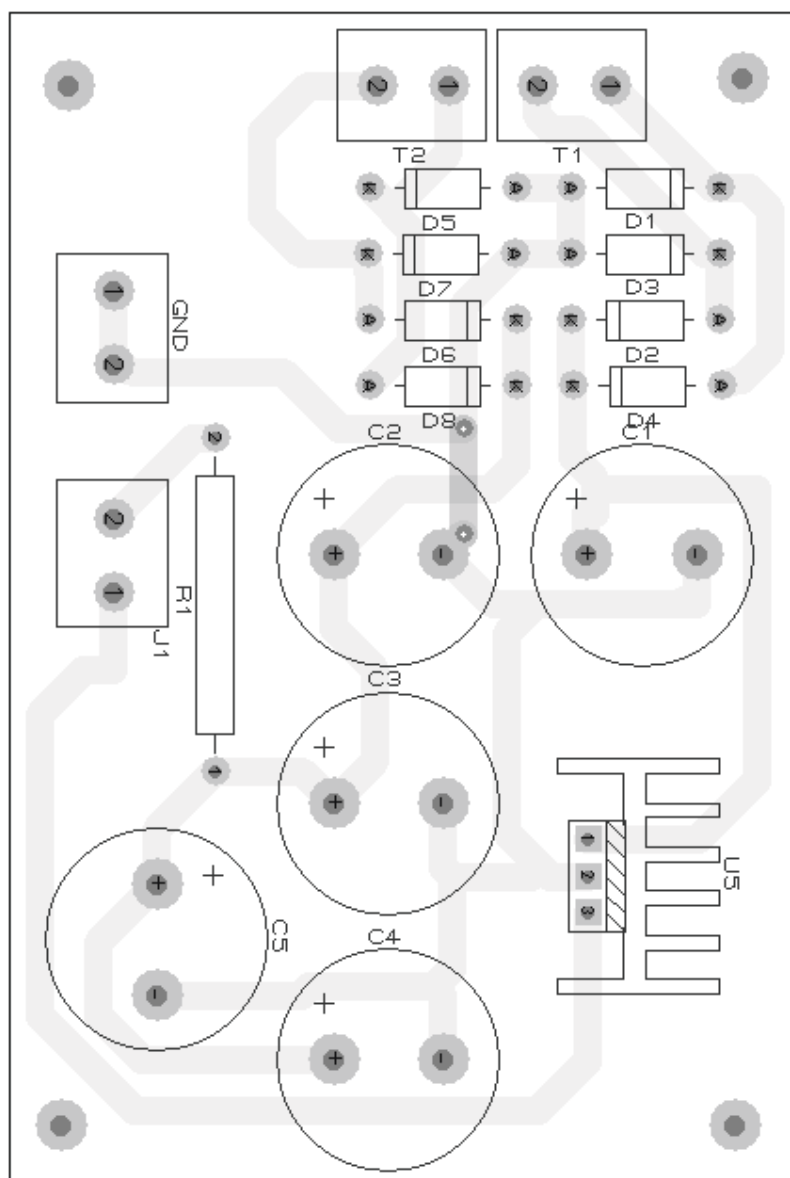 2 1 2 1
T2 T1
K A A K
D5 D1
K A A K
D7 D3
1
GND
2
A K K A
D6 D2
A K K A
D8 D4
C2 C1
2
+ +
2
+ - + -
1
R1
J1
C3
+
1
+ -
1
2
3
U5
+
+
C5
C4
-
+
+ -